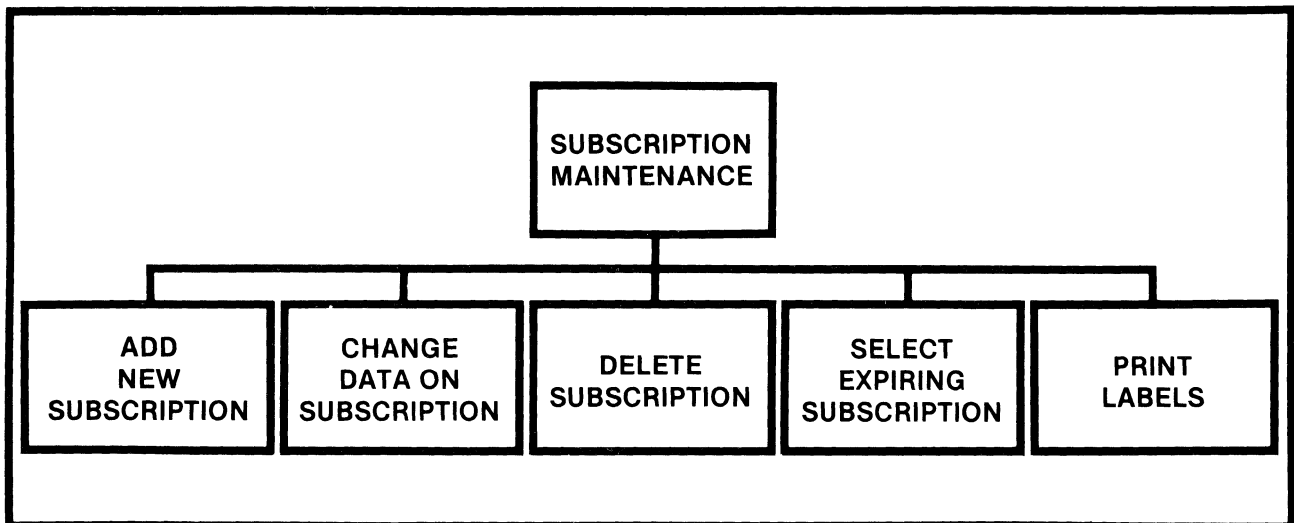 SUBSCRIPTION
MAINTENANCE
ADD
NEW
SUBSCRIPTION
CHANGE
DATA ON
SUBSCRIPTION
DELETE
SUBSCRIPTION
SELECT
EXPIRING
SUBSCRIPTION
PRINT
LABELS